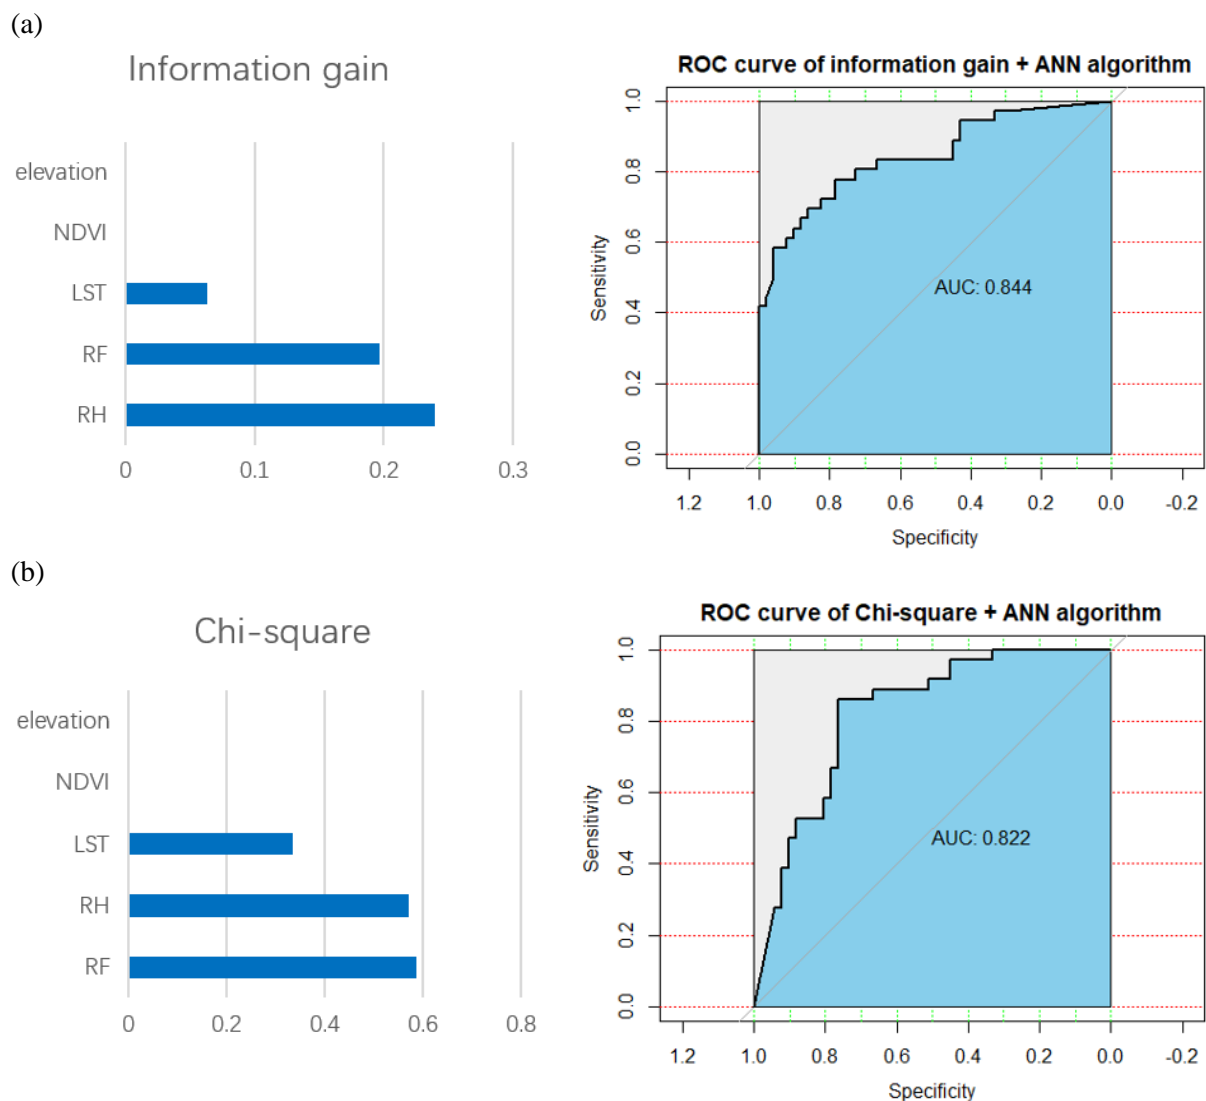 (a)
Information gain
elevation
NDVI
LST
RF
RH
0 0.1 0.2 0.3
ROC curve of information gain + ANN algorithm
Sensitivity
1.0
0.8
0.6
0.4
0.2
0.0
AUC: 0.844
1.2 1.0 0.8 0.6 0.4 0.2 0.0 -0.2
Specificity
(b)
Chi-square
elevation
NDVI
LST
RH
RF
0 0.2 0.4 0.6 0.8
ROC curve of Chi-square + ANN algorithm
Sensitivity
1.0
0.8
0.6
0.4
0.2
0.0
AUC: 0.822
1.2 1.0 0.8 0.6 0.4 0.2 0.0 -0.2
Specificity